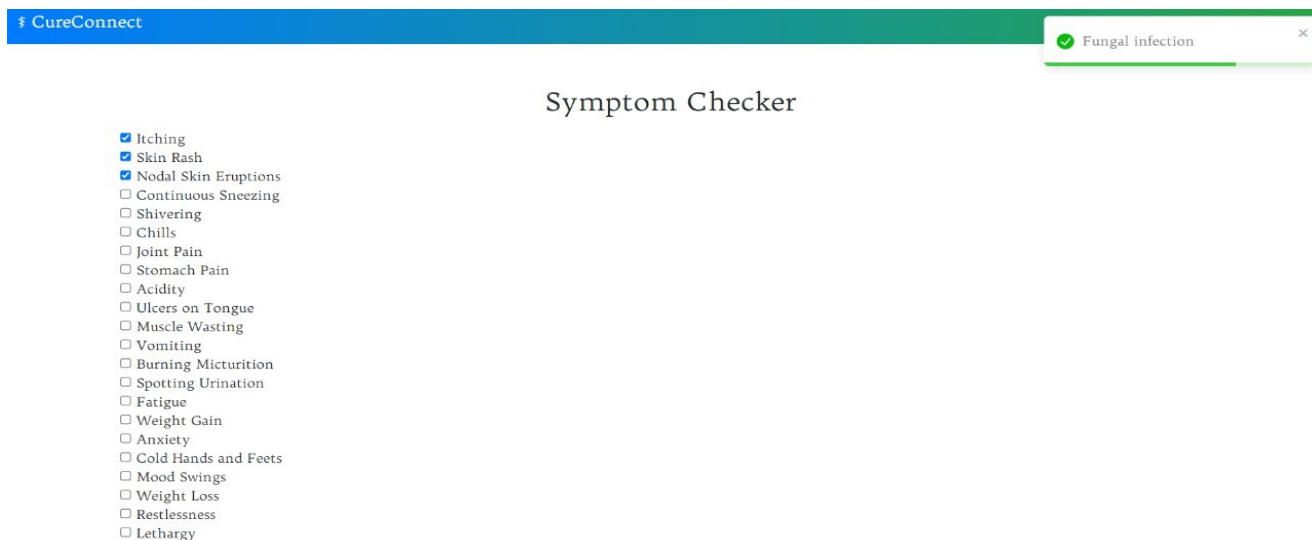 CureConnect
Fungal infection
Symptom Checker
Itching
Skin Rash
Nodal Skin Eruptions
Continuous Sneezing
Shivering
Chills
Joint Pain
Stomach Pain
Acidity
Ulcers on Tongue
Muscle Wasting
Vomiting
Burning Micturition
Spotting Urination
Fatigue
Weight Gain
Anxiety
Cold Hands and Feets
Mood Swings
Weight Loss
Restlessness
Lethargy